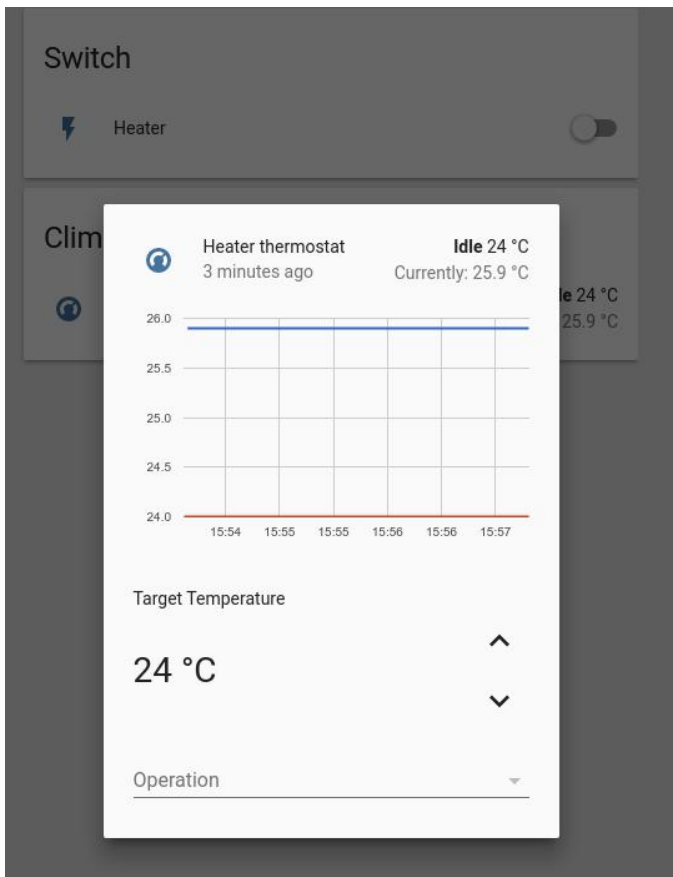 Switch
Heater
Clim
Heater thermostat
Idle 24 °C
3 minutes ago
Currently: 25.9 °C
le 24 °C
25.9 °C
26.0
25.5
25.0
24.5
24.0
15:54 15:55 15:55 15:56 15:56 15:57
Target Temperature
24 °C
Operation